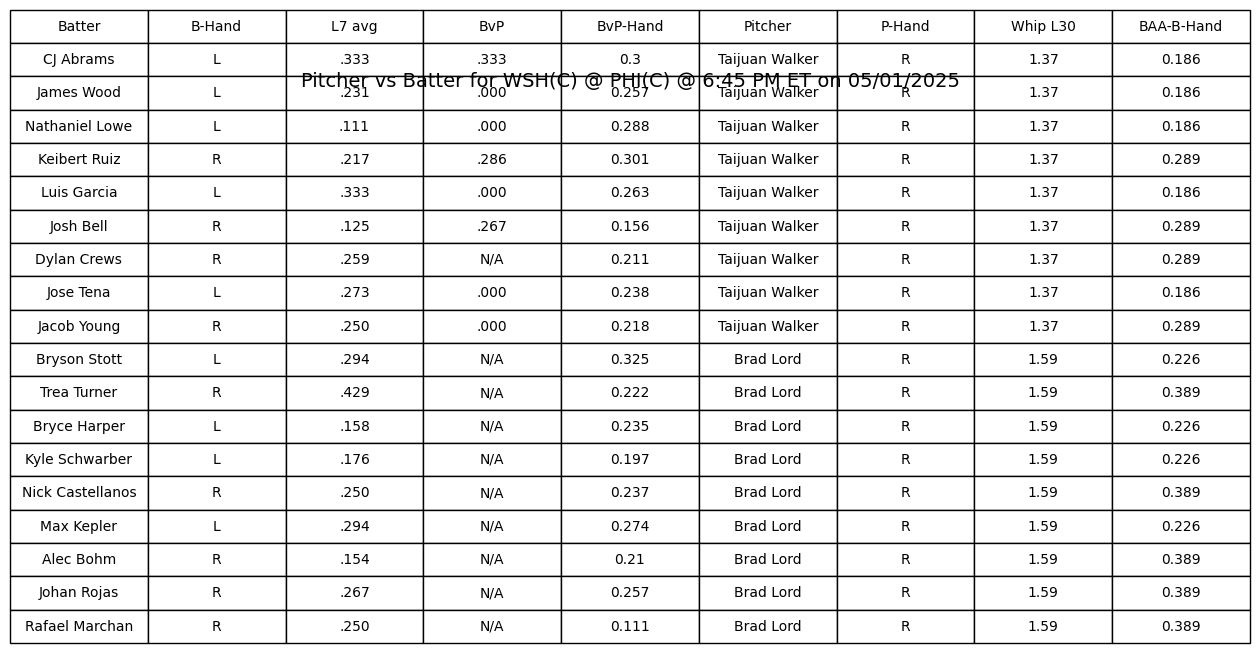 Batter B-Hand L7 avg BvP BvP-Hand Pitcher P-Hand Whip L30 BAA-B-Hand
CJ Abrams L .333 .333 0.3 Taijuan Walker R 1.37 0.186
Pitcher vs Batter for WSH(C) @ PHI(C) @ 6:45 PM ET on 05/01/2025
James Wood L .231 .000 0.257 Taijuan Walker R 1.37 0.186
Nathaniel Lowe L .111 .000 0.288 Taijuan Walker R 1.37 0.186
Keibert Ruiz R .217 .286 0.301 Taijuan Walker R 1.37 0.289
Luis Garcia L .333 .000 0.263 Taijuan Walker R 1.37 0.186
Josh Bell R .125 .267 0.156 Taijuan Walker R 1.37 0.289
Dylan Crews R .259 N/A 0.211 Taijuan Walker R 1.37 0.289
Jose Tena L .273 .000 0.238 Taijuan Walker R 1.37 0.186
Jacob Young R .250 .000 0.218 Taijuan Walker R 1.37 0.289
Bryson Stott L .294 N/A 0.325 Brad Lord R 1.59 0.226
Trea Turner R .429 N/A 0.222 Brad Lord R 1.59 0.389
Bryce Harper L .158 N/A 0.235 Brad Lord R 1.59 0.226
Kyle Schwarber L .176 N/A 0.197 Brad Lord R 1.59 0.226
Nick Castellanos R .250 N/A 0.237 Brad Lord R 1.59 0.389
Max Kepler L .294 N/A 0.274 Brad Lord R 1.59 0.226
Alec Bohm R .154 N/A 0.21 Brad Lord R 1.59 0.389
Johan Rojas R .267 N/A 0.257 Brad Lord R 1.59 0.389
Rafael Marchan R .250 N/A 0.111 Brad Lord R 1.59 0.389